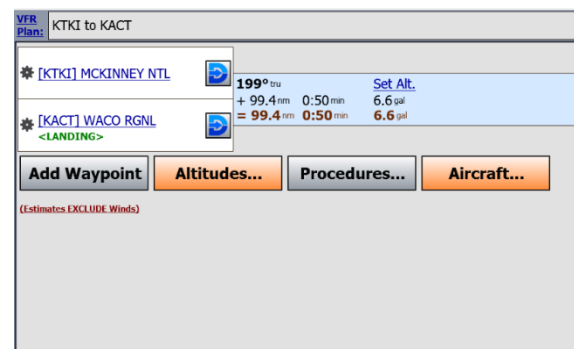 VFR
Plan: KTKI to KACT
[KTKI] MCKINNEY NTL
199° tru Set Alt.
+ 99.4 nm 0:50 min 6.6 gal
= 99.4 nm 0:50 min 6.6 gal
[KACT] WACO RGNL
<LANDING>
Add Waypoint Altitudes... Procedures... Aircraft...
(Estimates EXCLUDE Winds)